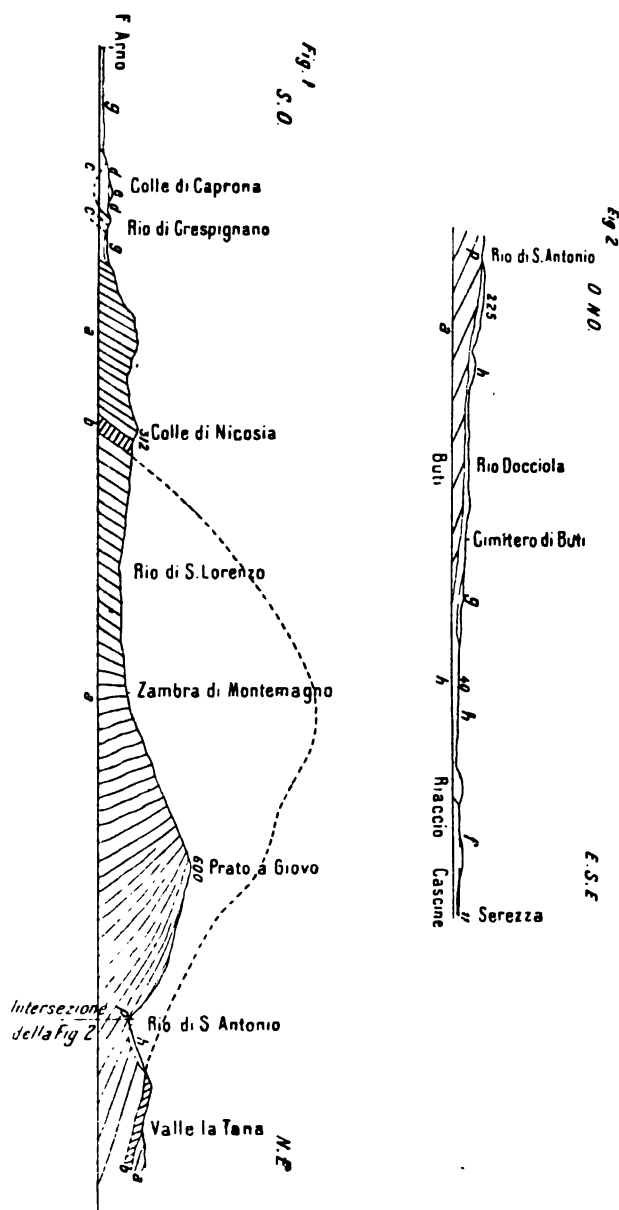 Fig. 1
S. O.
F. Arno
g
d
a
d
c
c'
Colle di Caprona
Rio di Crespignano
g
a
b
312
Colle di Nicosia
Rio di S. Lorenzo
Zambra di Montemagno
a
600
Prato a Giovo
Intersezione
della Fig 2
Rio di S Antonio
h
Valle la Tana
b
a
N. E
Fig 2
O NO.
p
Rio di S. Antonio
225
a
h
Buti
Rio Docciola
Cimitero di Buti
g
40
h
h
Riaccio
f
Cascine
11
Serezza
E. S. E